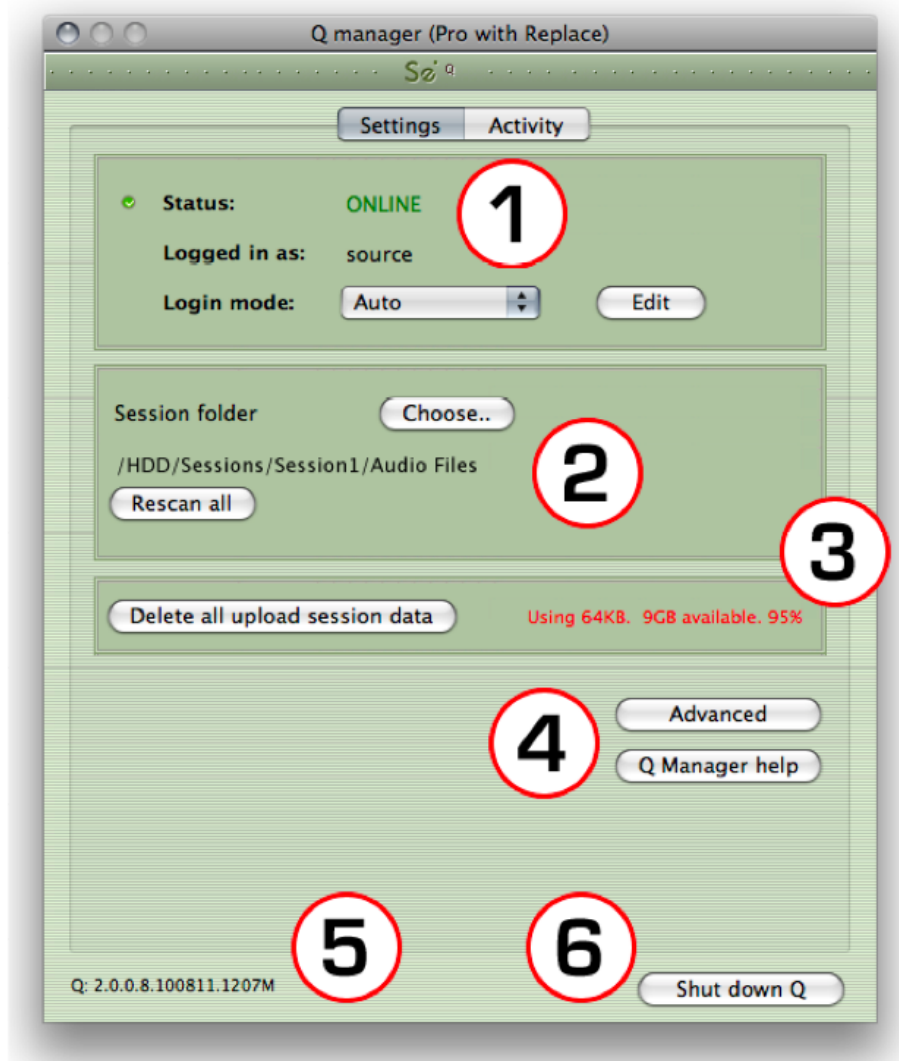 Q manager (Pro with Replace)
Sø' Q
Settings Activity
Status: ONLINE
1
Logged in as: source
Login mode: Auto Edit
Session folder Choose..
2
/HDD/Sessions/Session1/Audio Files
Rescan all
3
Delete all upload session data Using 64KB. 9GB available. 95%
Advanced
4
Q Manager help
5
6
Q: 2.0.0.8.100811.1207M Shut down Q